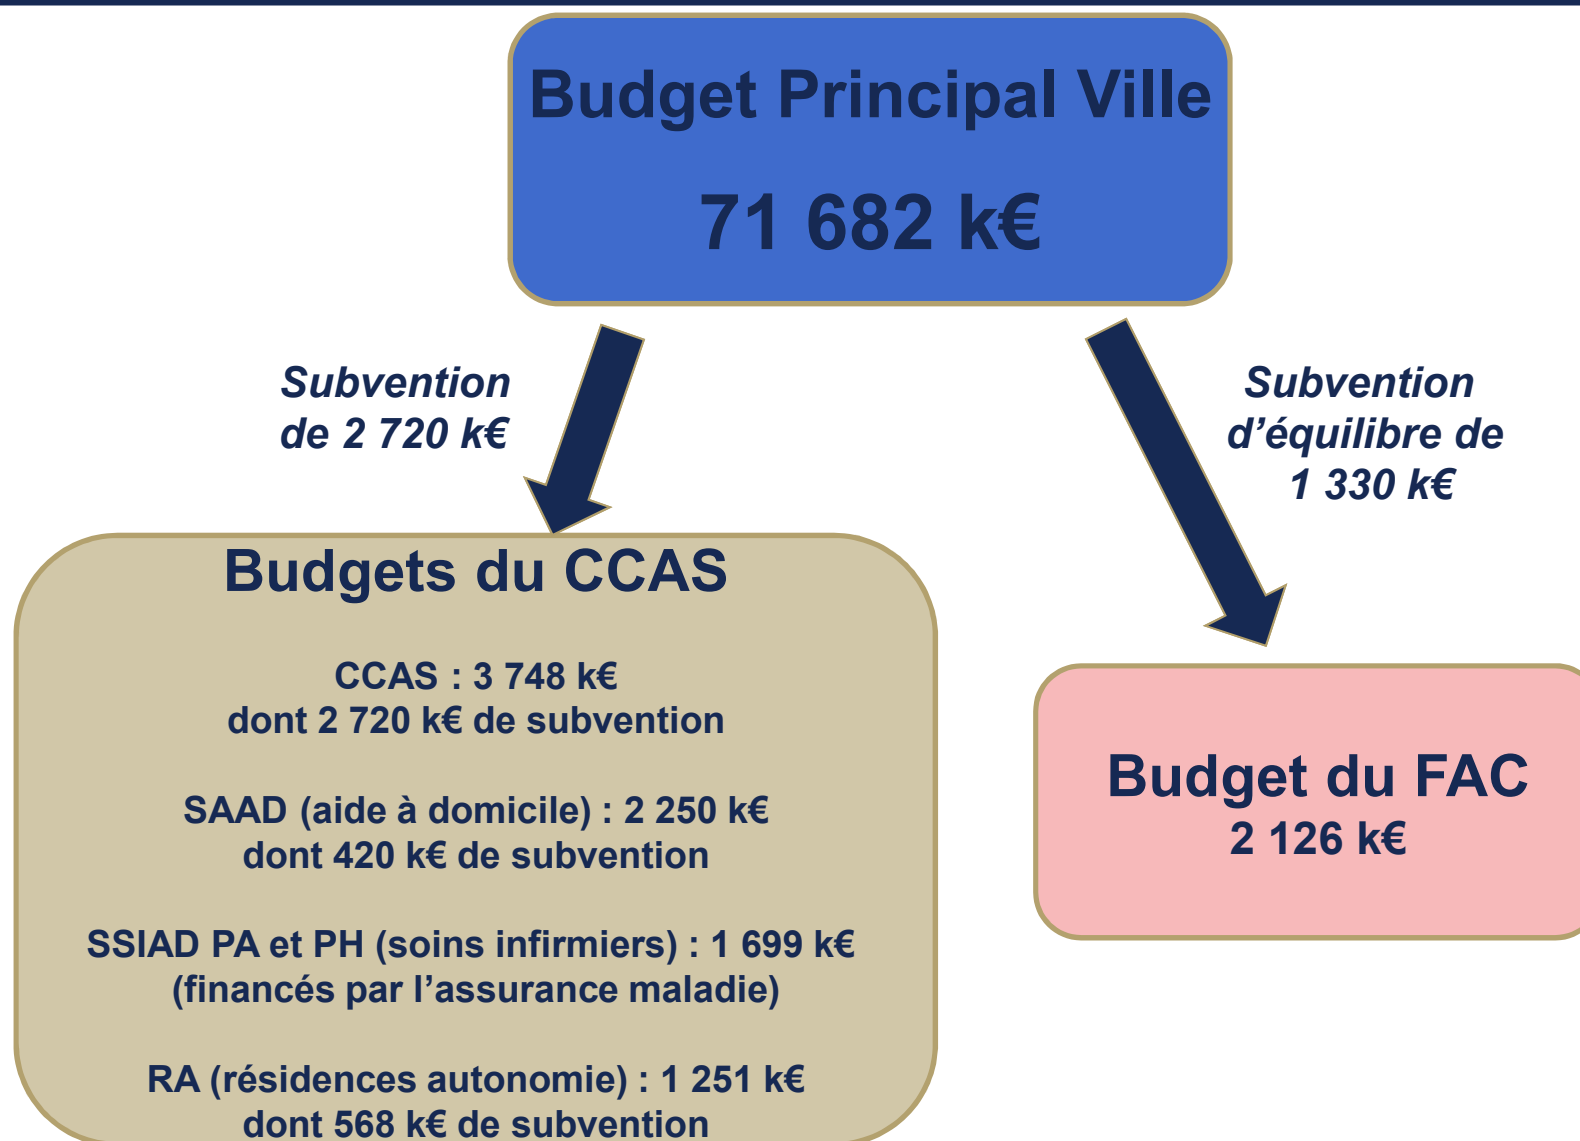 Budget Principal Ville
71 682 k€
Subvention
de 2 720 k€
Subvention
d’équilibre de
1 330 k€
Budgets du CCAS
CCAS : 3 748 k€
dont 2 720 k€ de subvention
SAAD (aide à domicile) : 2 250 k€
dont 420 k€ de subvention
SSIAD PA et PH (soins infirmiers) : 1 699 k€
(financés par l’assurance maladie)
RA (résidences autonomie) : 1 251 k€
dont 568 k€ de subvention
Budget du FAC
2 126 k€